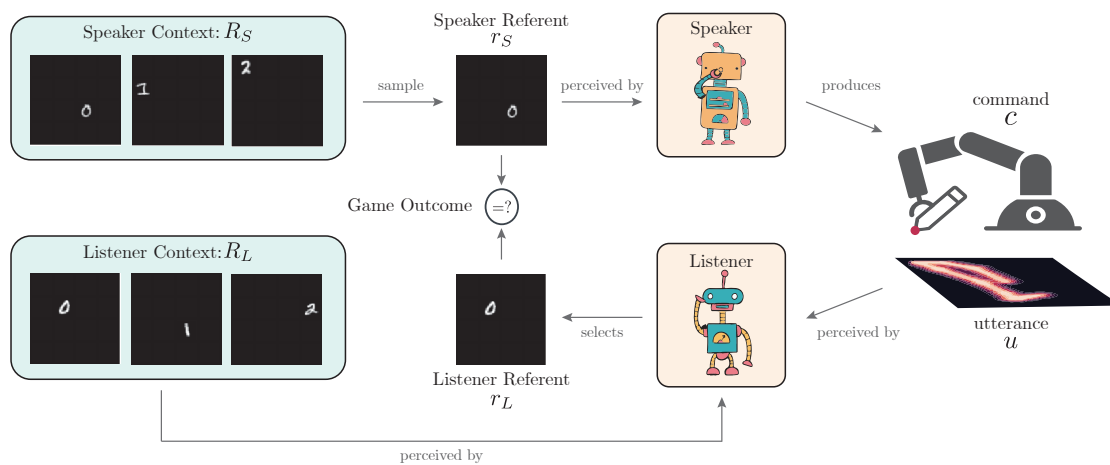 Speaker Context: R_S
0
1
2
sample
Speaker Referent
r_S
0
perceived by
Speaker
produces
command
c
Game Outcome
=?
Listener Context: R_L
0
1
2
0
Listener Referent
r_L
selects
Listener
perceived by
utterance
u
perceived by